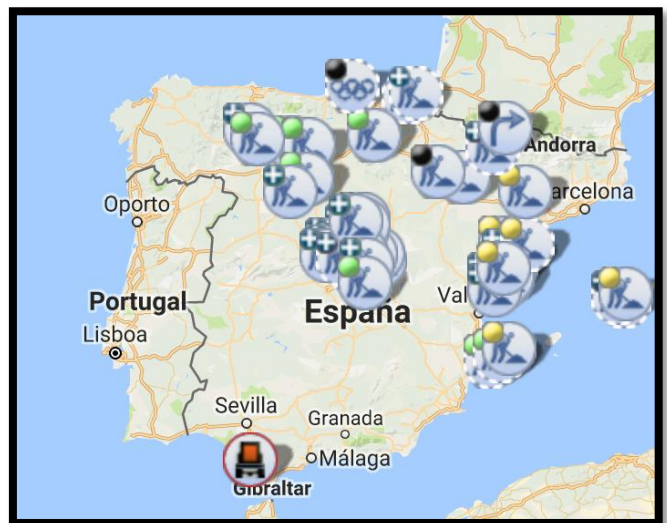 Andorra
arcelona
Oporto
Portugal
España
Val
Lisboa
Sevilla
Granada
Málaga
Gibraltar